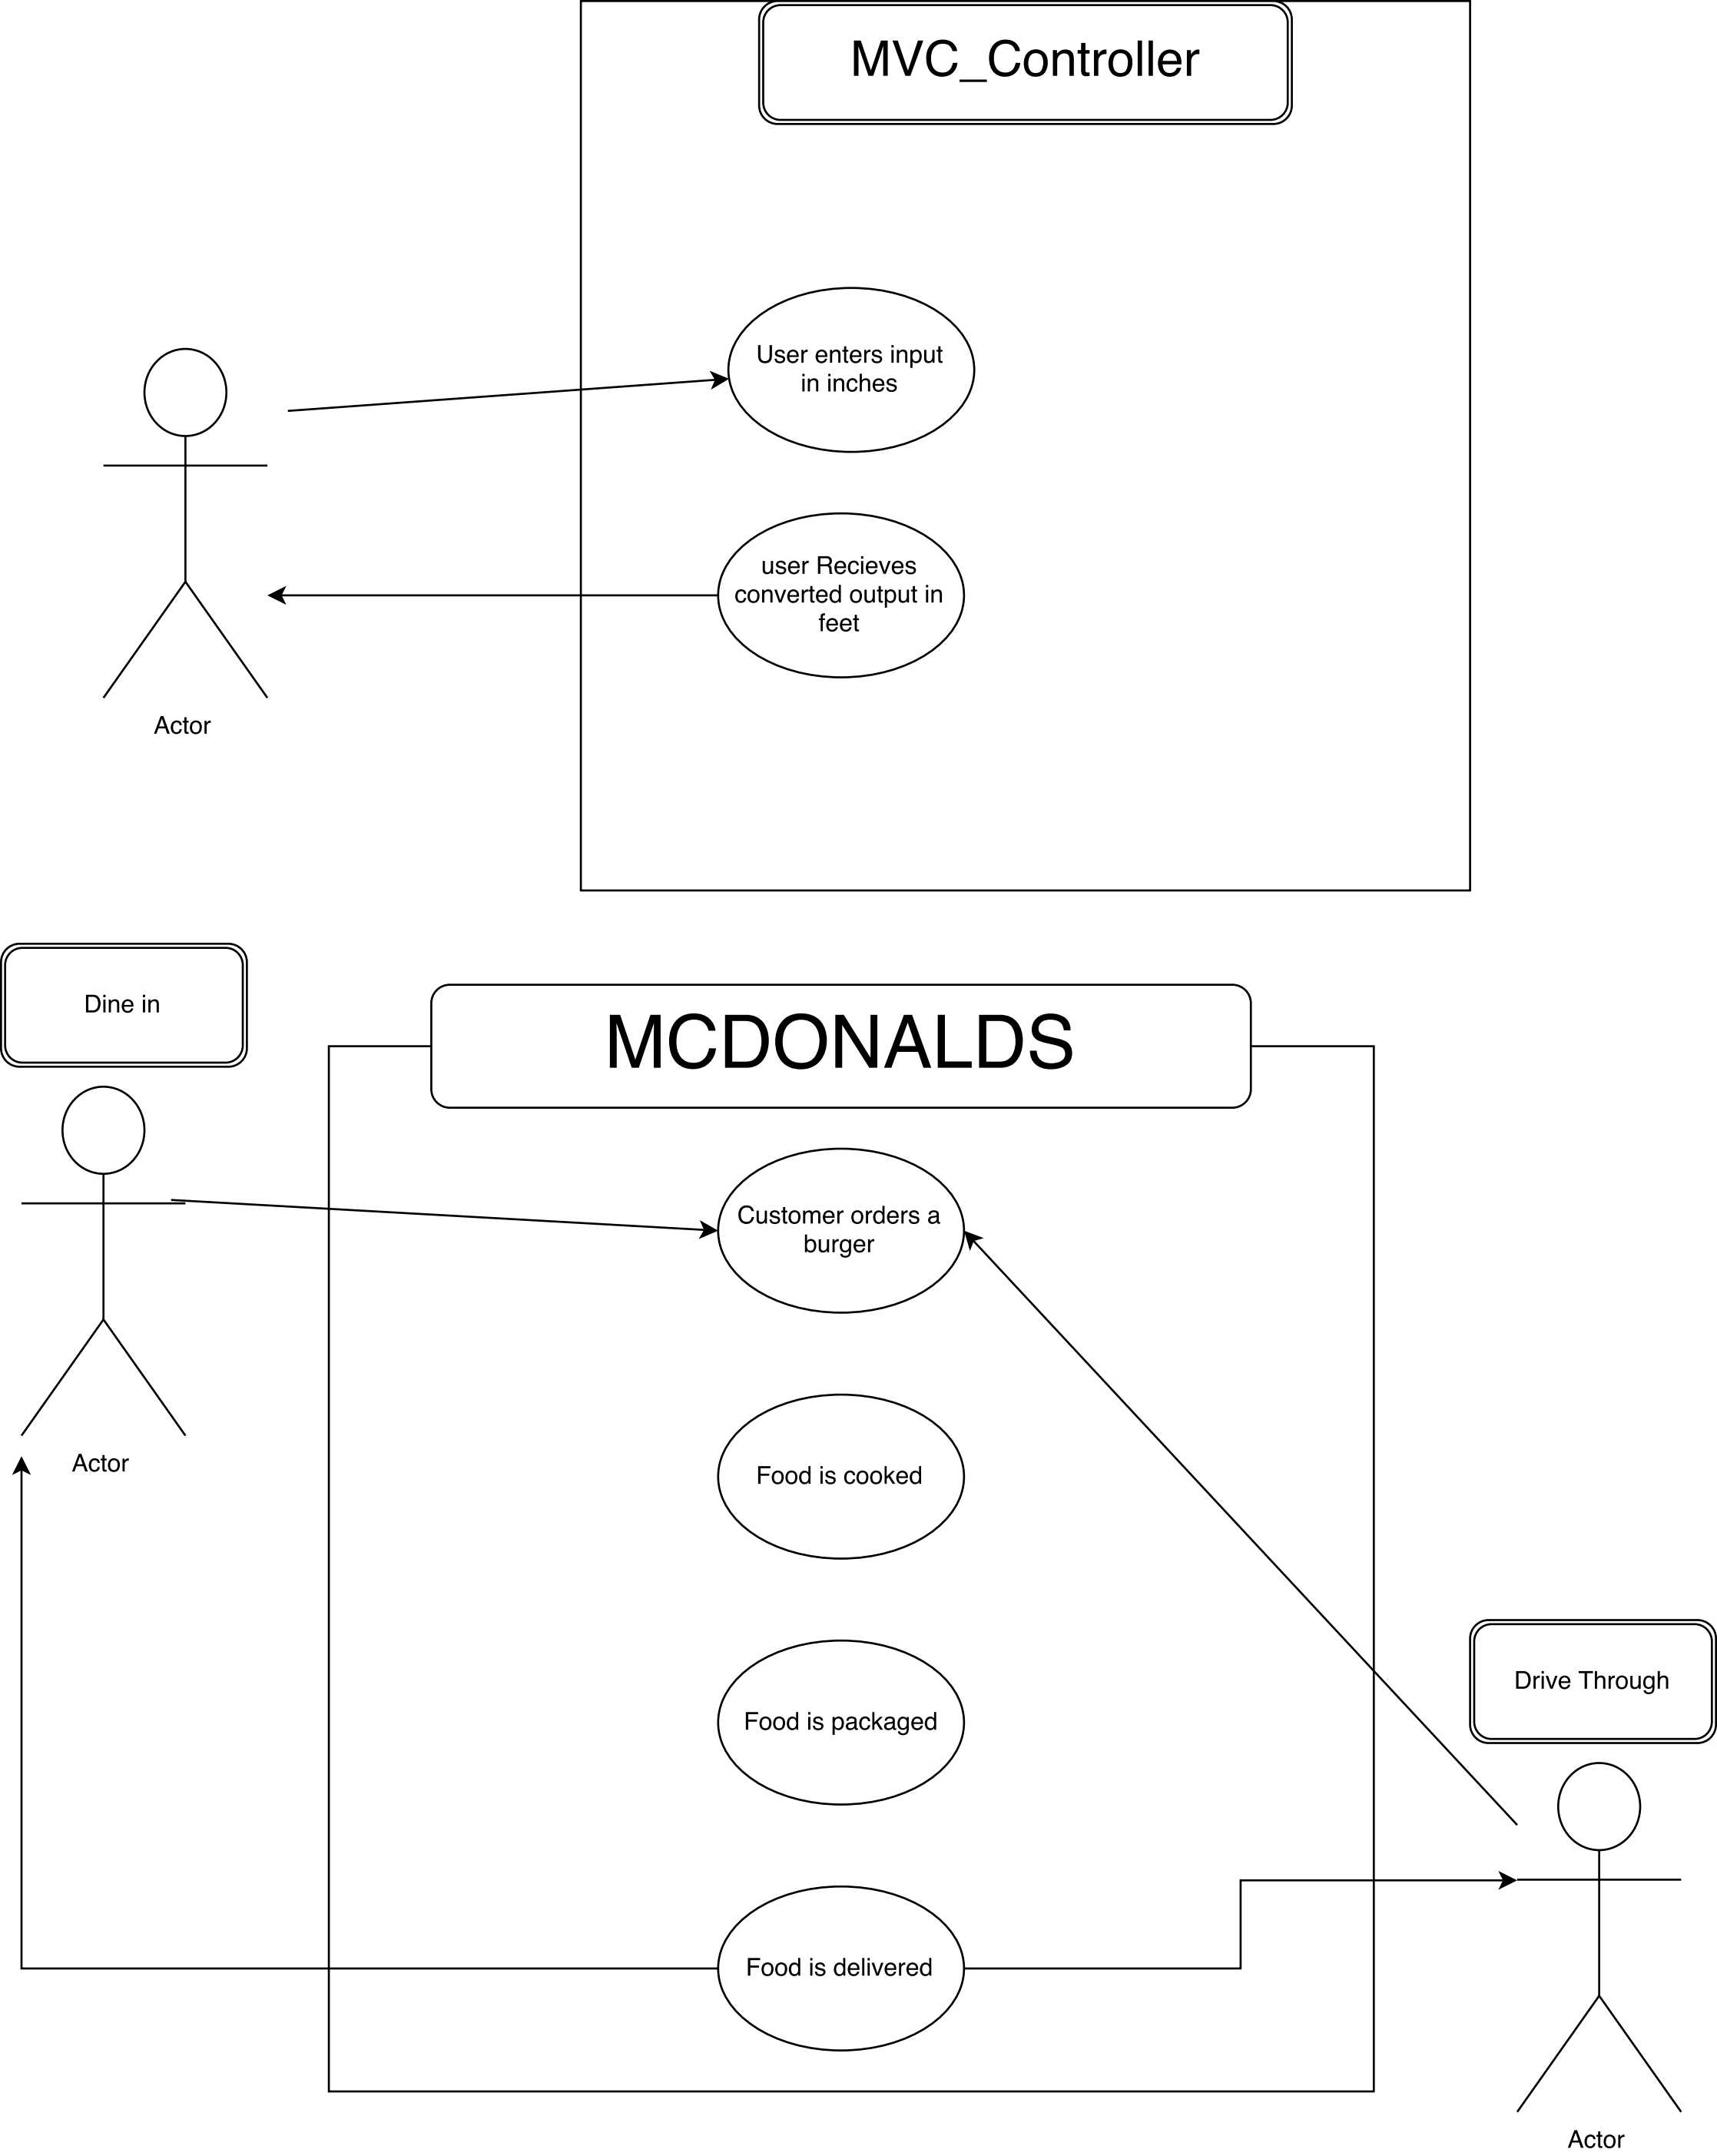 MVC_Controller
User enters input
in inches
user Recieves
converted output in
feet
Actor
Dine in
MCDONALDS
Customer orders a
burger
Actor
Food is cooked
Food is packaged
Drive Through
Food is delivered
Actor